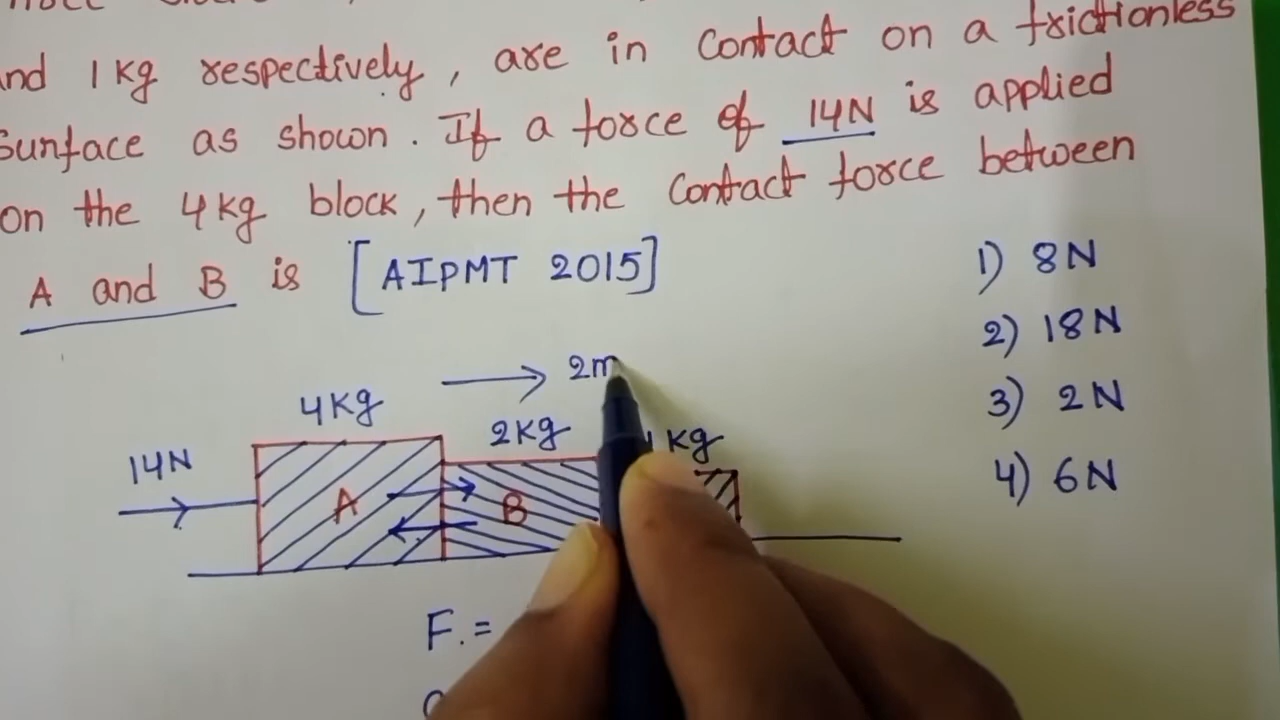 1 kg respectively, are in contact on a frictionless
surface as shown. If a force of 14N is applied
on the 4kg block, then the contact force between
A and B is [AIPMT 2015]
1) 8N
2) 18N
3) 2N
4) 6N
2m
4Kg
2Kg
1Kg
14N
A
B
F.=